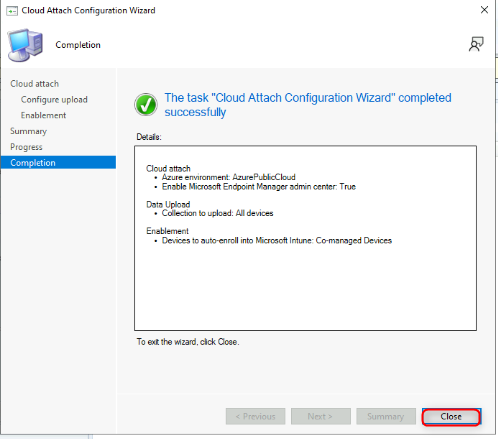 Cloud Attach Configuration Wizard
Completion
Cloud attach
Configure upload
Enablement
Summary
Progress
Completion
The task "Cloud Attach Configuration Wizard" completed
successfully
Details:
Cloud attach
• Azure environment: AzurePublicCloud
• Enable Microsoft Endpoint Manager admin center: True
Data Upload
• Collection to upload: All devices
Enablement
• Devices to auto-enroll into Microsoft Intune: Co-managed Devices
To exit the wizard, click Close.
< Previous
Next >
Summary
Close